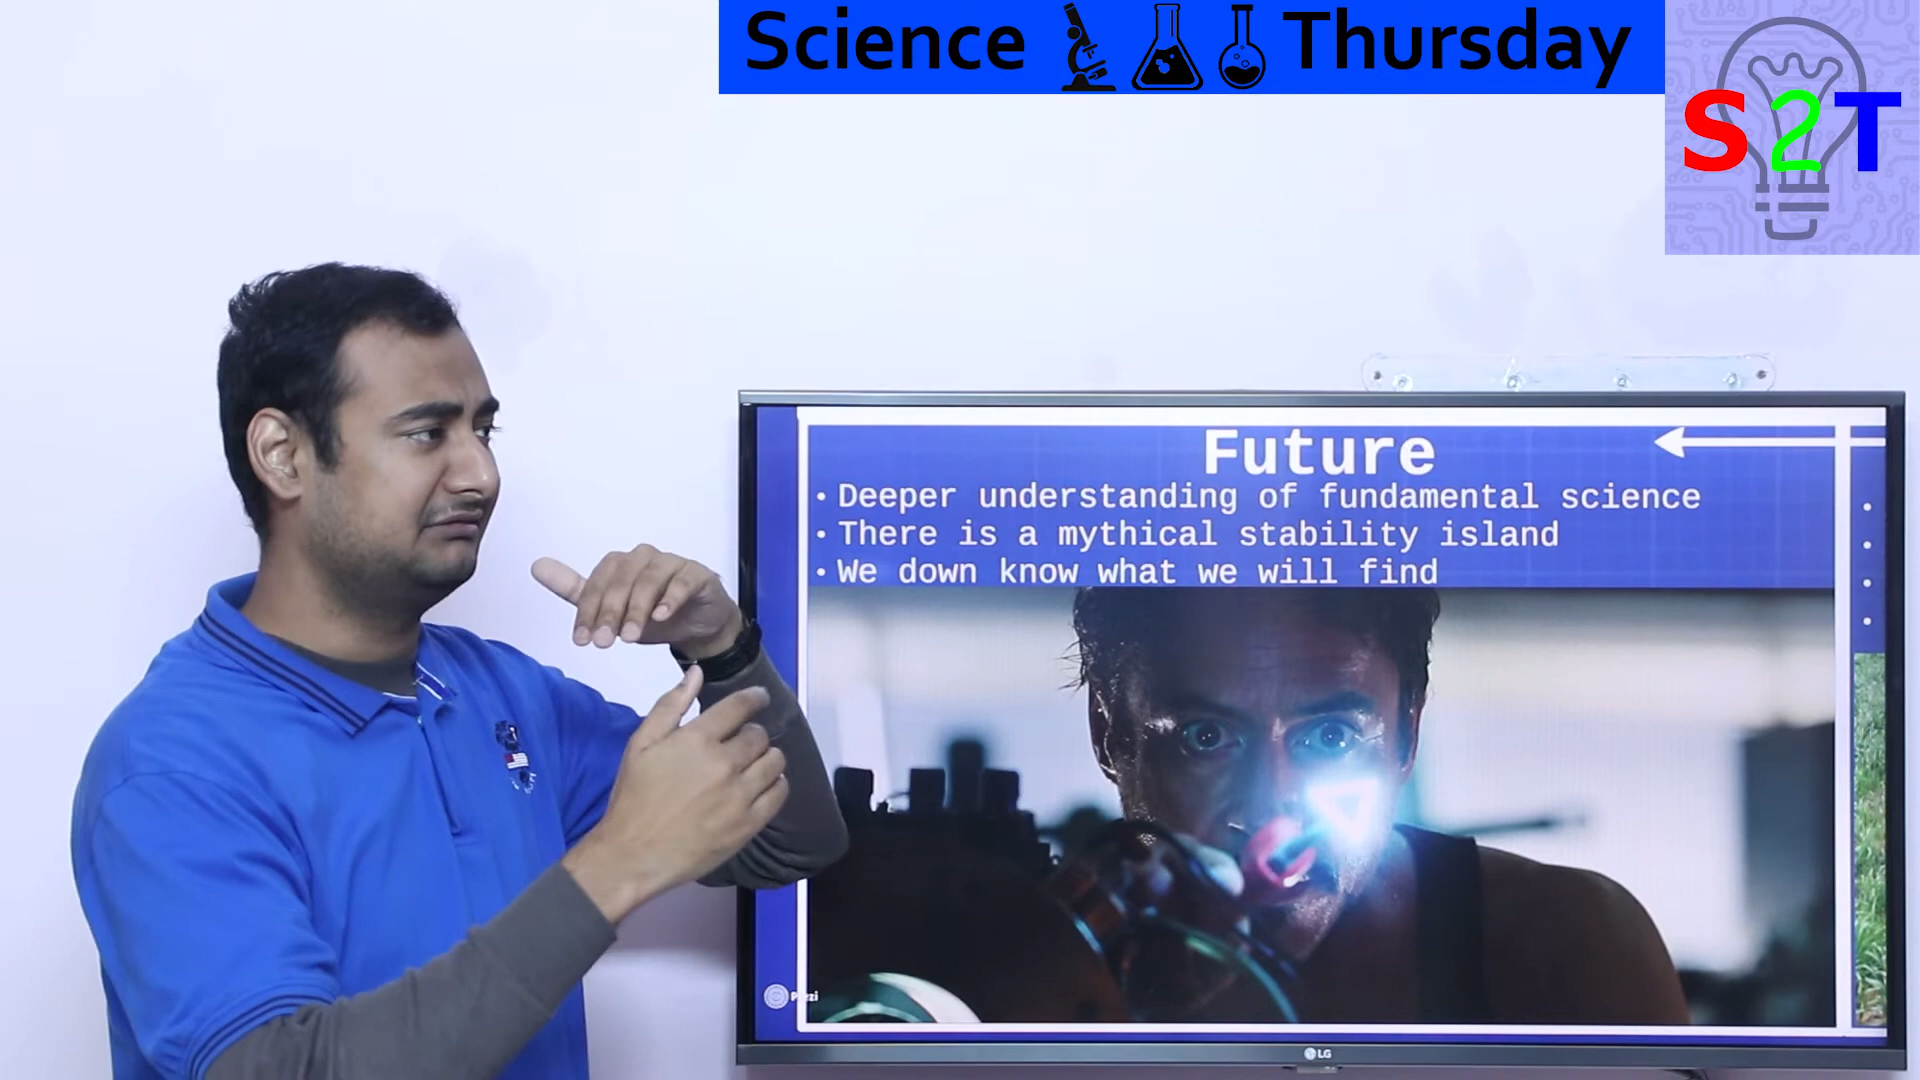 Science Thursday
S2T
Future
• Deeper understanding of fundamental science
• There is a mythical stability island
• We down know what we will find
Prezi
LG